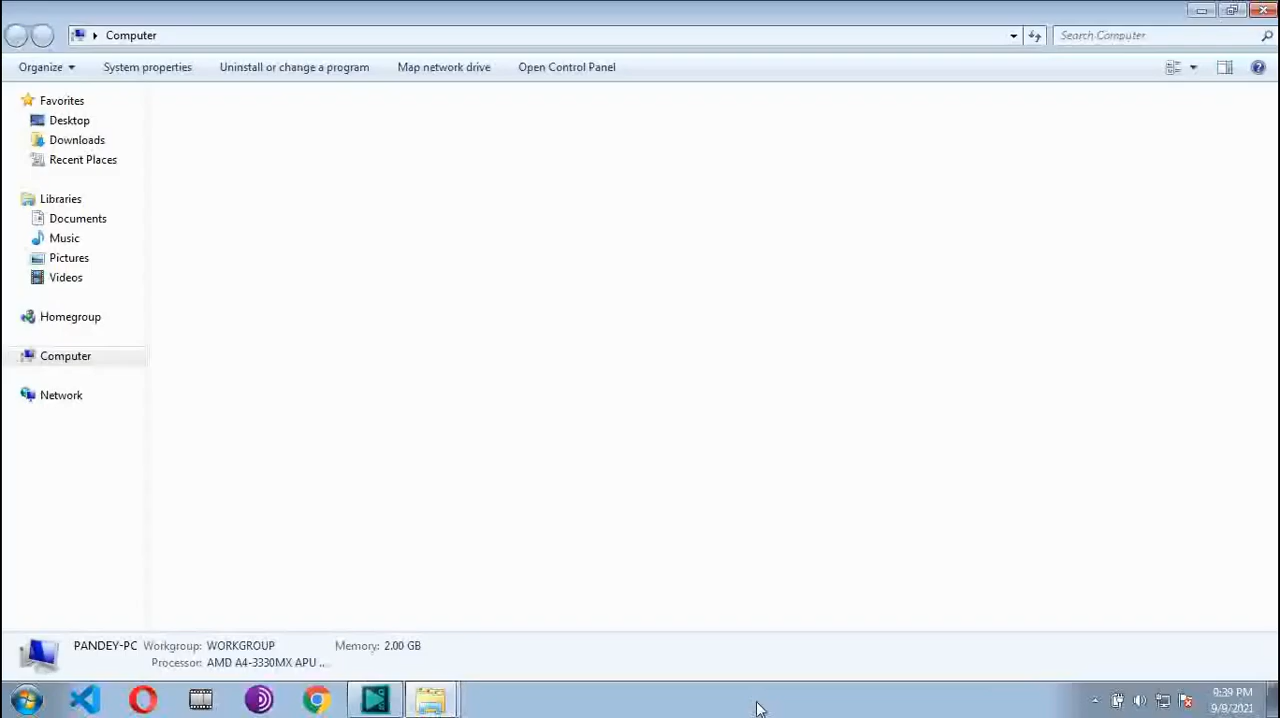 Computer
Search Computer
Organize
System properties
Uninstall or change a program
Map network drive
Open Control Panel
Favorites
Desktop
Downloads
Recent Places
Libraries
Documents
Music
Pictures
Videos
Homegroup
Computer
Network
PANDEY-PC Workgroup: WORKGROUP Memory: 2.00 GB
Processor: AMD A4-3330MX APU ...
9:39 PM
9/9/2021